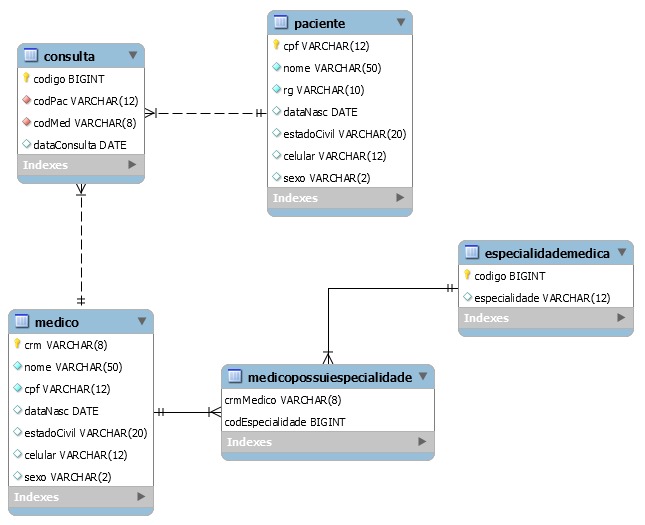 consulta
codigo BIGINT
codPac VARCHAR(12)
codMed VARCHAR(8)
dataConsulta DATE
Indexes
paciente
cpf VARCHAR(12)
nome VARCHAR(50)
rg VARCHAR(10)
dataNasc DATE
estadoCivil VARCHAR(20)
celular VARCHAR(12)
sexo VARCHAR(2)
Indexes
especialidademedica
codigo BIGINT
especialidade VARCHAR(12)
Indexes
medico
crm VARCHAR(8)
nome VARCHAR(50)
cpf VARCHAR(12)
dataNasc DATE
estadoCivil VARCHAR(20)
celular VARCHAR(12)
sexo VARCHAR(2)
Indexes
medicopossuiespecialidade
crmMedico VARCHAR(8)
codEspecialidade BIGINT
Indexes